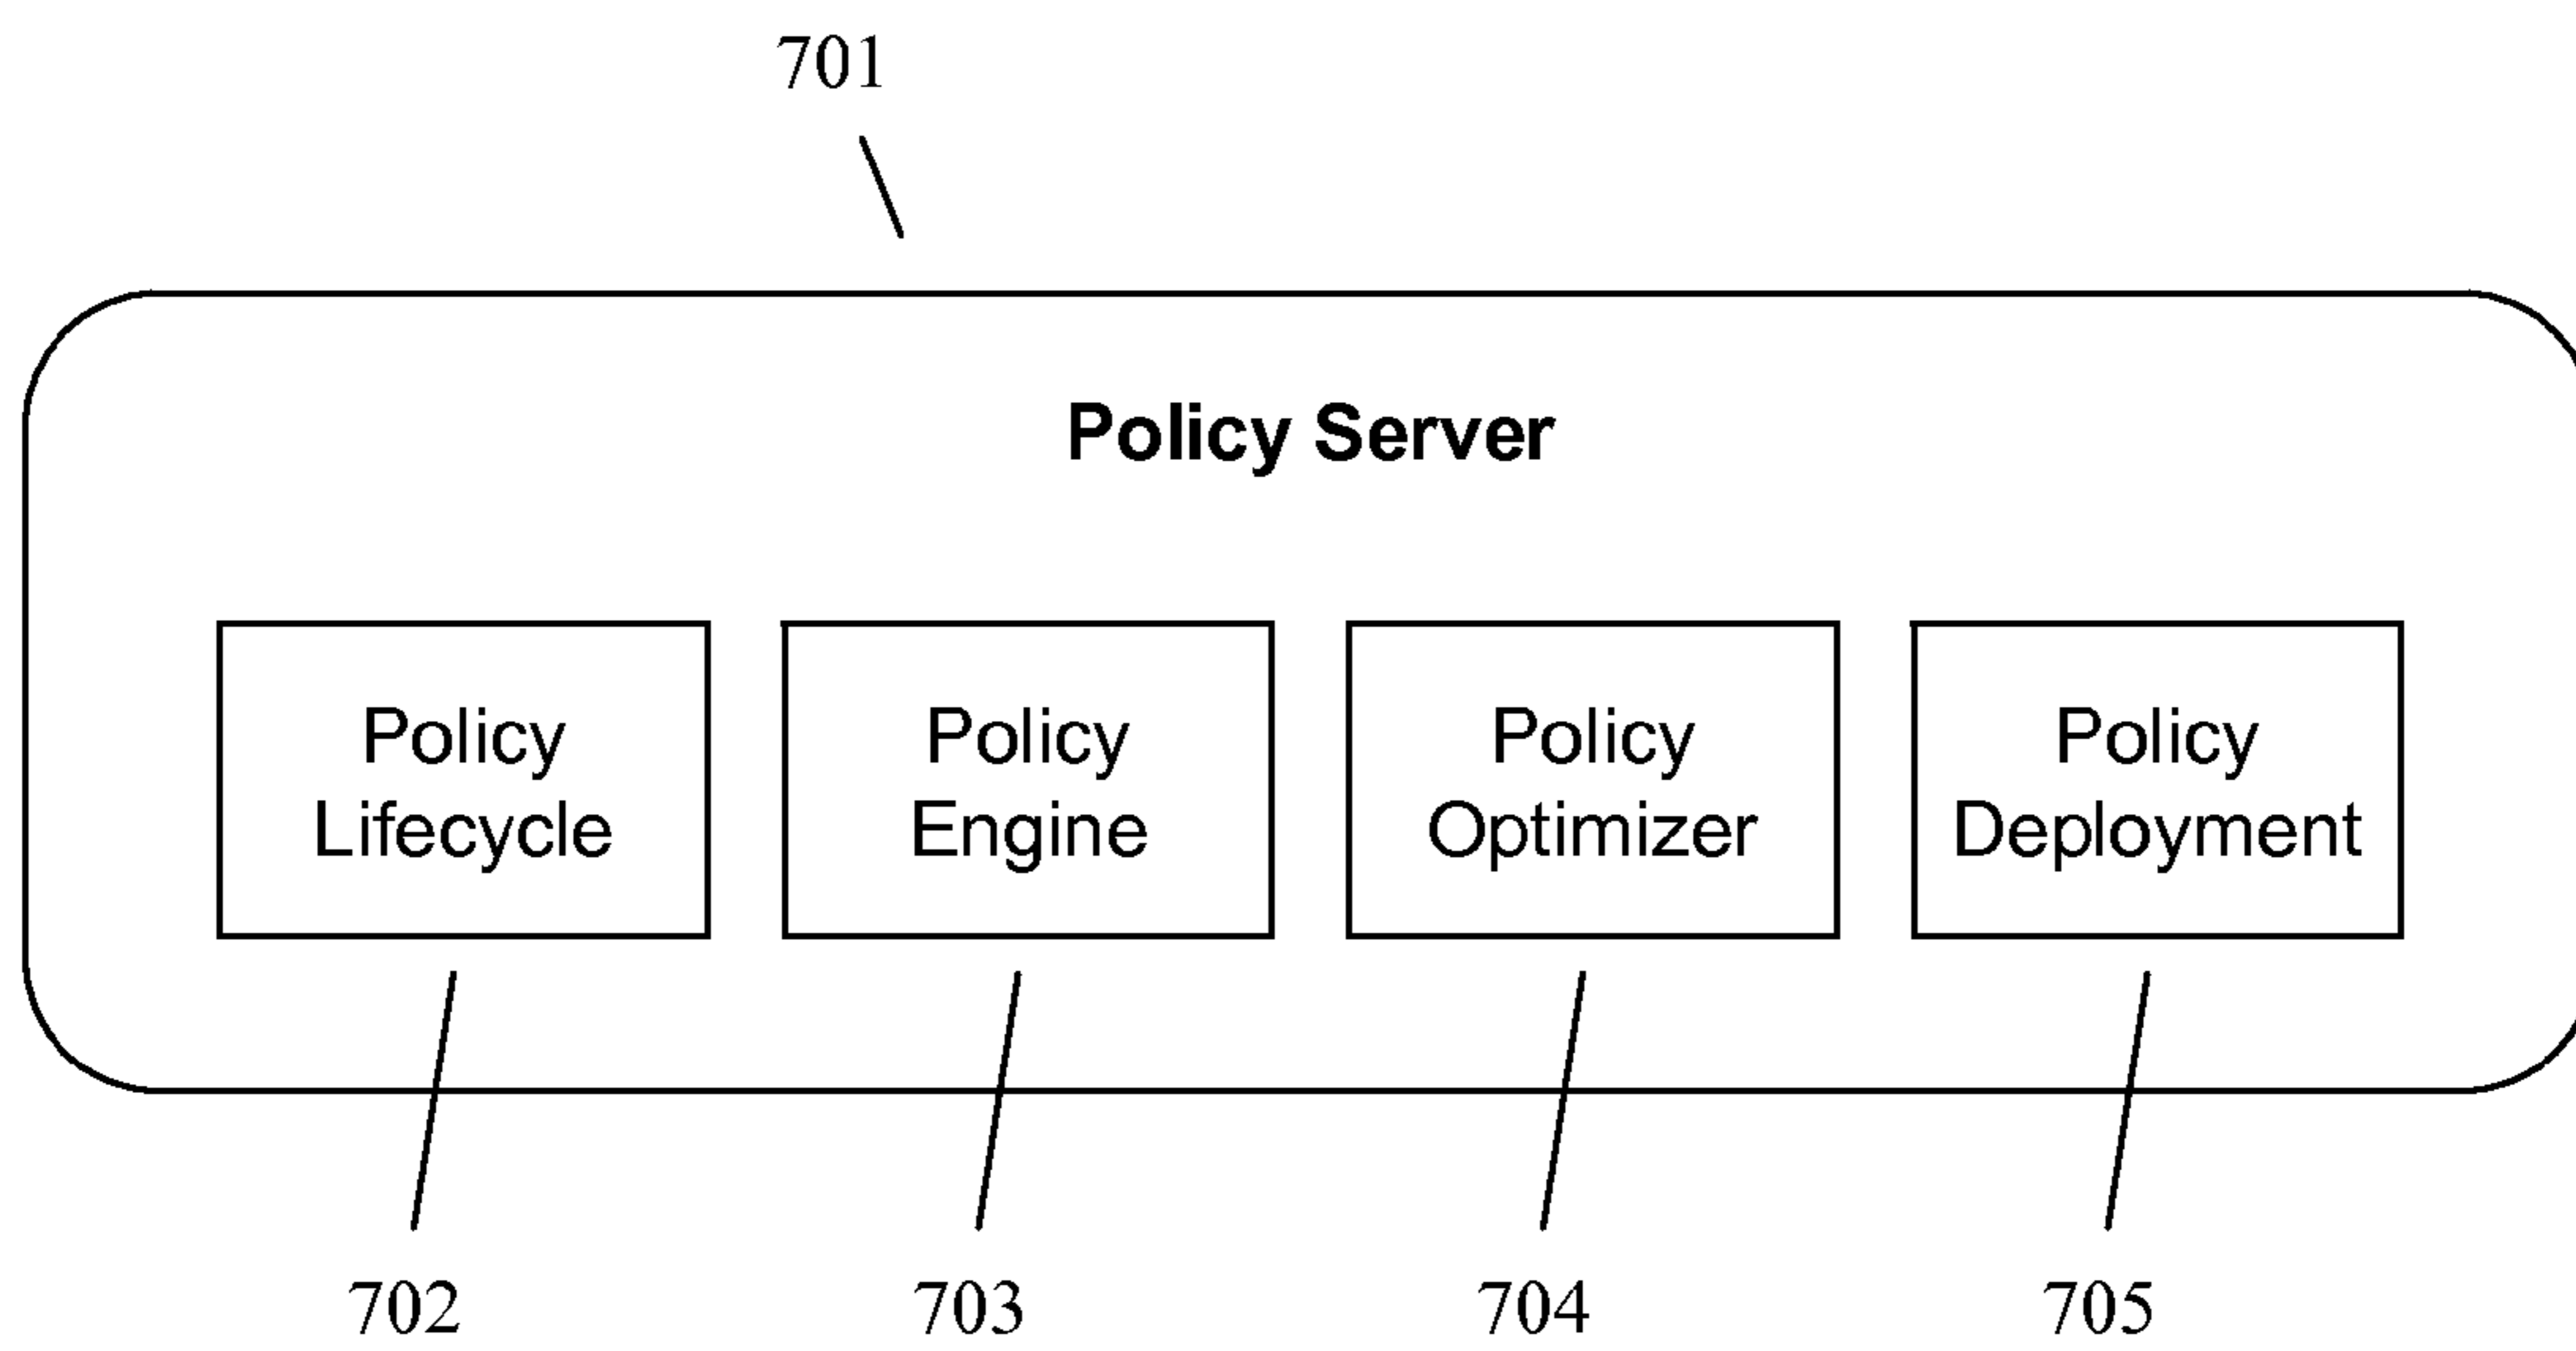 701
Policy Server
Policy
Lifecycle
Policy
Engine
Policy
Optimizer
Policy
Deployment
702
703
704
705